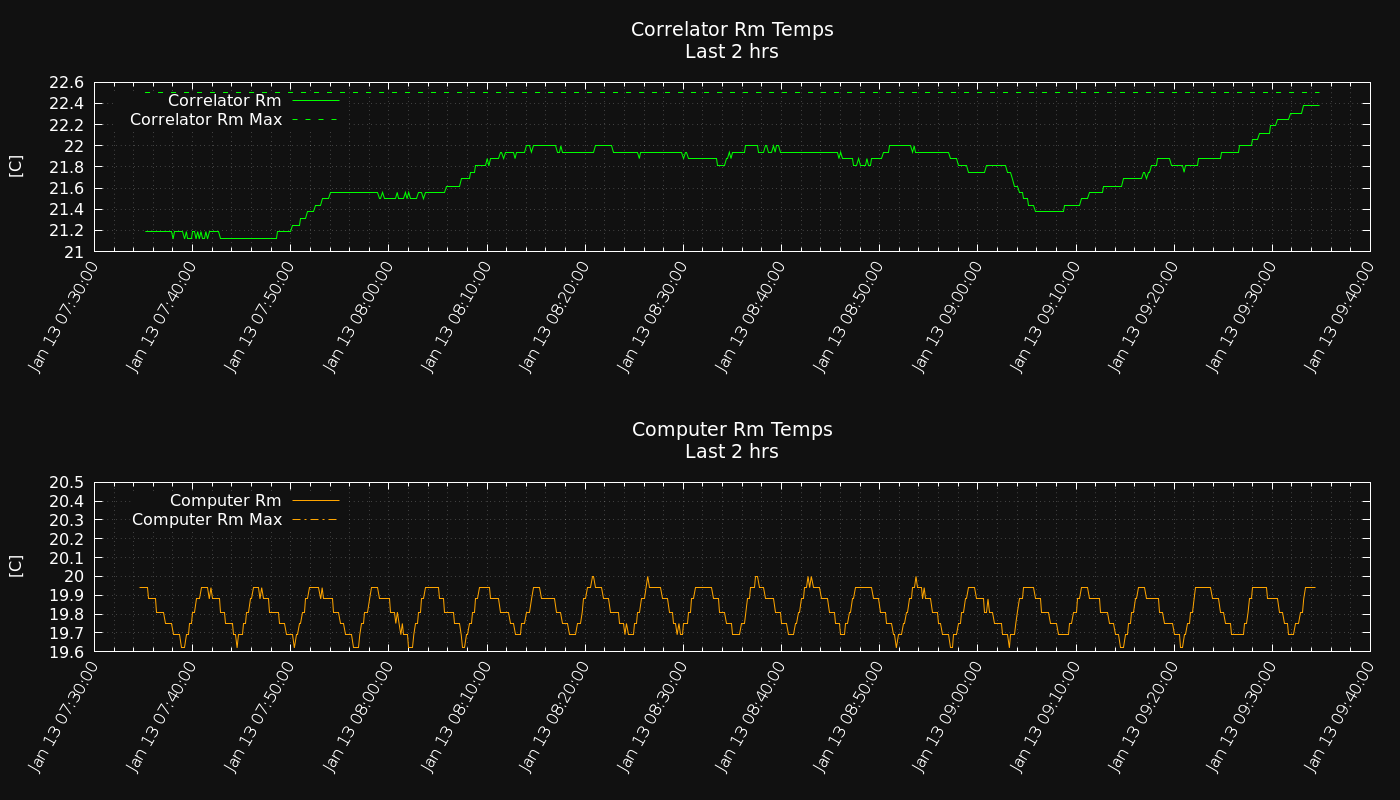 Correlator Rm Temps
Last 2 hrs
[C]
22.6
22.4
22.2
22
21.8
21.6
21.4
21.2
21
Correlator Rm
Correlator Rm Max
Jan 13 07:30:00
Jan 13 07:40:00
Jan 13 07:50:00
Jan 13 08:00:00
Jan 13 08:10:00
Jan 13 08:20:00
Jan 13 08:30:00
Jan 13 08:40:00
Jan 13 08:50:00
Jan 13 09:00:00
Jan 13 09:10:00
Jan 13 09:20:00
Jan 13 09:30:00
Jan 13 09:40:00
Computer Rm Temps
Last 2 hrs
[C]
20.5
20.4
20.3
20.2
20.1
20
19.9
19.8
19.7
19.6
Computer Rm
Computer Rm Max
Jan 13 07:30:00
Jan 13 07:40:00
Jan 13 07:50:00
Jan 13 08:00:00
Jan 13 08:10:00
Jan 13 08:20:00
Jan 13 08:30:00
Jan 13 08:40:00
Jan 13 08:50:00
Jan 13 09:00:00
Jan 13 09:10:00
Jan 13 09:20:00
Jan 13 09:30:00
Jan 13 09:40:00